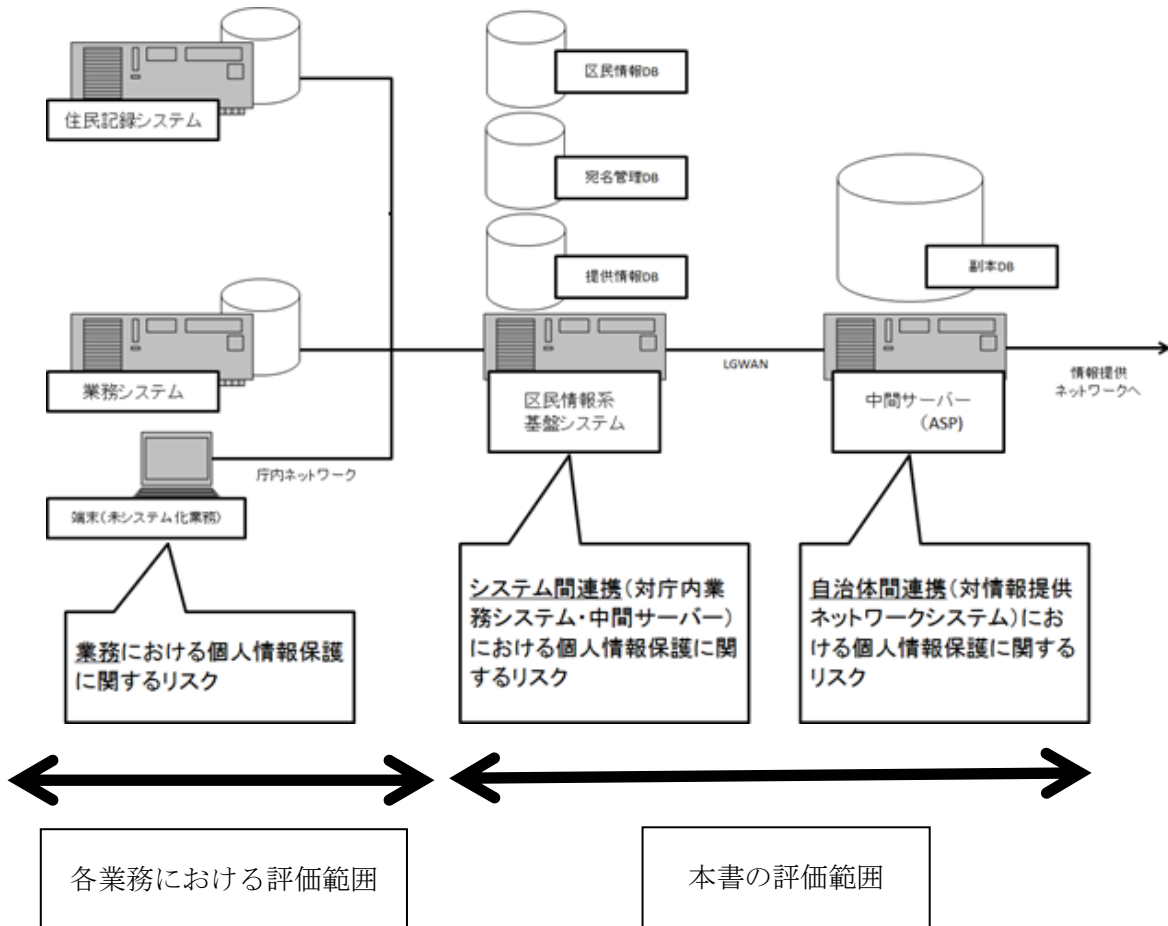 住民記録システム
区民情報DB
宛名管理DB
提供情報DB
副本DB
業務システム
区民情報系
基盤システム
LGWAN
中間サーバー
(ASP)
情報提供
ネットワークへ
庁内ネットワーク
端末(未システム化業務)
業務における個人情報保護
に関するリスク
システム間連携(対庁内業
務システム・中間サーバー)
における個人情報保護に関
するリスク
自治体間連携(対情報提供
ネットワークシステム)にお
ける個人情報保護に関する
リスク
各業務における評価範囲
本書の評価範囲